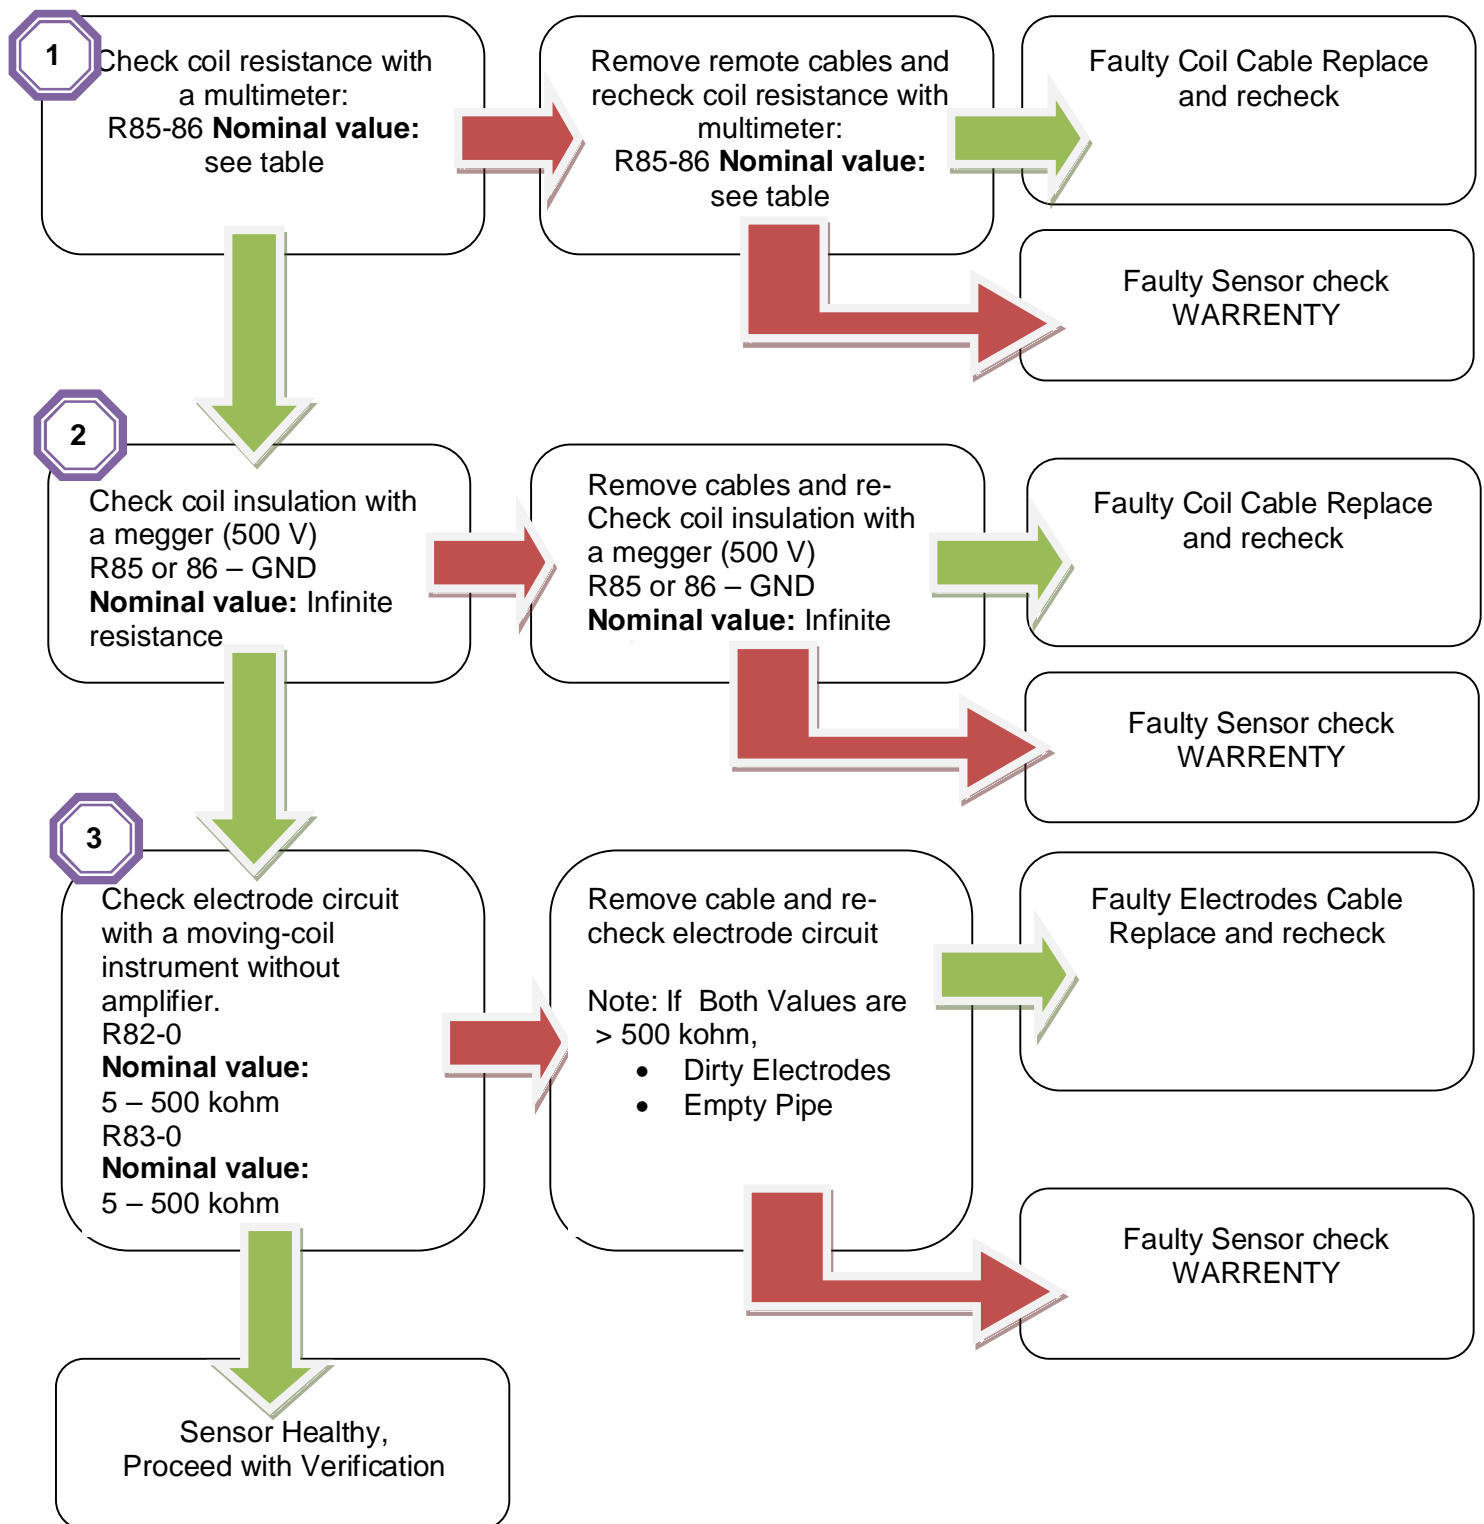 1
Check coil resistance with
a multimeter:
R85-86 Nominal value:
see table
Remove remote cables and
recheck coil resistance with
multimeter:
R85-86 Nominal value:
see table
Faulty Coil Cable Replace
and recheck
Faulty Sensor check
WARRENTY
2
Check coil insulation with
a megger (500 V)
R85 or 86 – GND
Nominal value: Infinite
resistance
Remove cables and re-
Check coil insulation with
a megger (500 V)
R85 or 86 – GND
Nominal value: Infinite
Faulty Coil Cable Replace
and recheck
Faulty Sensor check
WARRENTY
3
Check electrode circuit
with a moving-coil
instrument without
amplifier.
R82-0
Nominal value:
5 – 500 kohm
R83-0
Nominal value:
5 – 500 kohm
Remove cable and re-
check electrode circuit
Note: If Both Values are
> 500 kohm,
• Dirty Electrodes
• Empty Pipe
Faulty Electrodes Cable
Replace and recheck
Faulty Sensor check
WARRENTY
Sensor Healthy,
Proceed with Verification